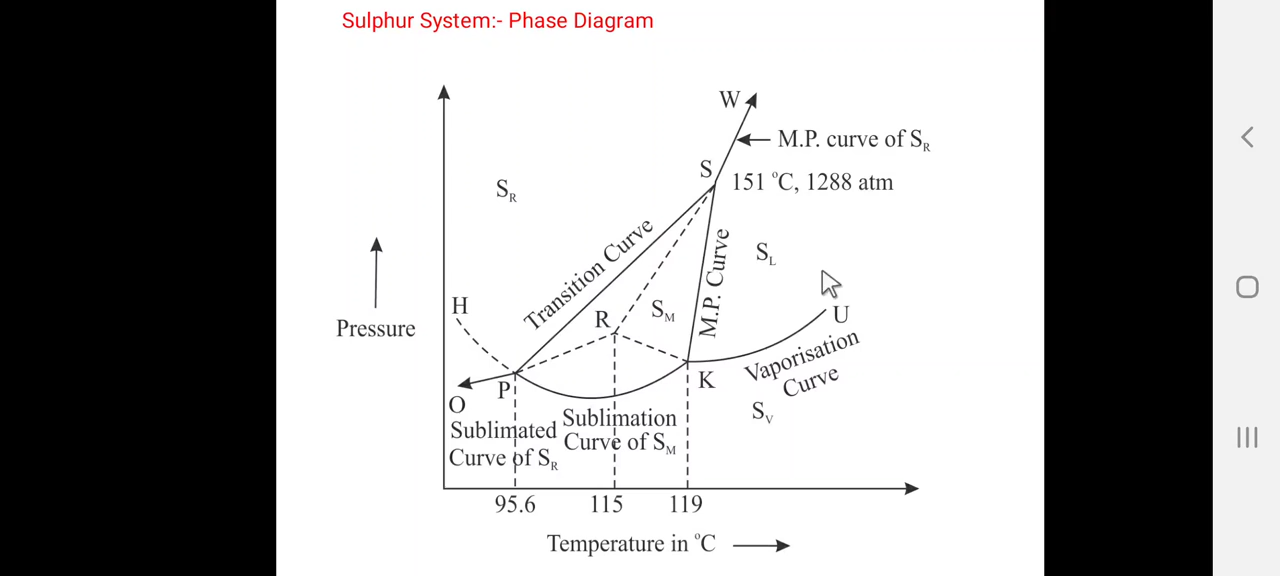 Sulphur System:- Phase Diagram
W
M.P. curve of SR
S
151 °C, 1288 atm
SR
Transition Curve
M.P. Curve
SL
H
R
SM
U
Pressure
P
K
Vaporisation
Curve
O
Sublimated
Curve of SR
Sublimation
Curve of SM
SV
95.6
115
119
Temperature in °C